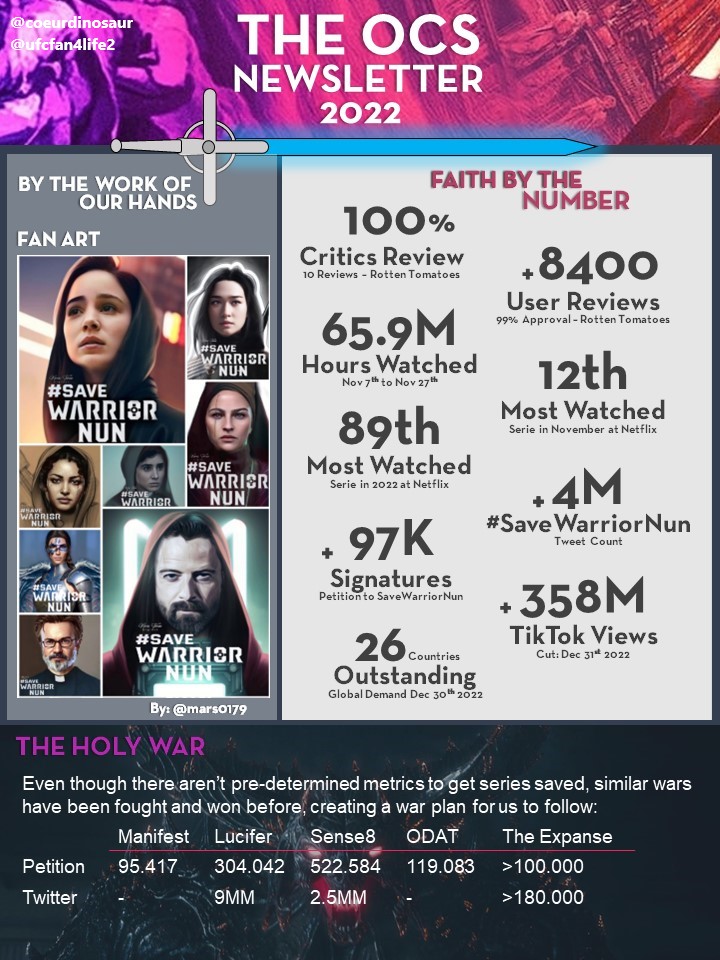 @coeurdinosaur
@ufcfan4life2
THE OCS
NEWSLETTER
2022
BY THE WORK OF
OUR HANDS
FAN ART
#SAVE
WARRIOR
NUN
#SAVE
WARRIOR
NUN
#SAVE
WARRIOR
NUN
#SAVE
WARRIOR
NUN
#SAVE
WARRIOR
NUN
#SAVE
WARRIOR
NUN
#SAVE
WARRIOR
NUN
#SAVE
WARRIOR
NUN
By: @mars0179
FAITH BY THE
NUMBER
100%
Critics Review
10 Reviews – Rotten Tomatoes
+8400
User Reviews
99% Approval – Rotten Tomatoes
65.9M
Hours Watched
Nov 7th to Nov 27th
12th
Most Watched
Serie in November at Netflix
89th
Most Watched
Serie in 2022 at Netflix
+ 4M
#SaveWarriorNun
Tweet Count
+ 97K
Signatures
Petition to SaveWarriorNun
+ 358M
TikTok Views
Cut: Dec 31st 2022
26 Countries
Outstanding
Global Demand Dec 30th 2022
THE HOLY WAR
Even though there aren't pre-determined metrics to get series saved, similar wars
have been fought and won before, creating a war plan for us to follow:
Manifest Lucifer Sense8 ODAT The Expanse
Petition 95.417 304.042 522.584 119.083 >100.000
Twitter - 9MM 2.5MM - >180.000